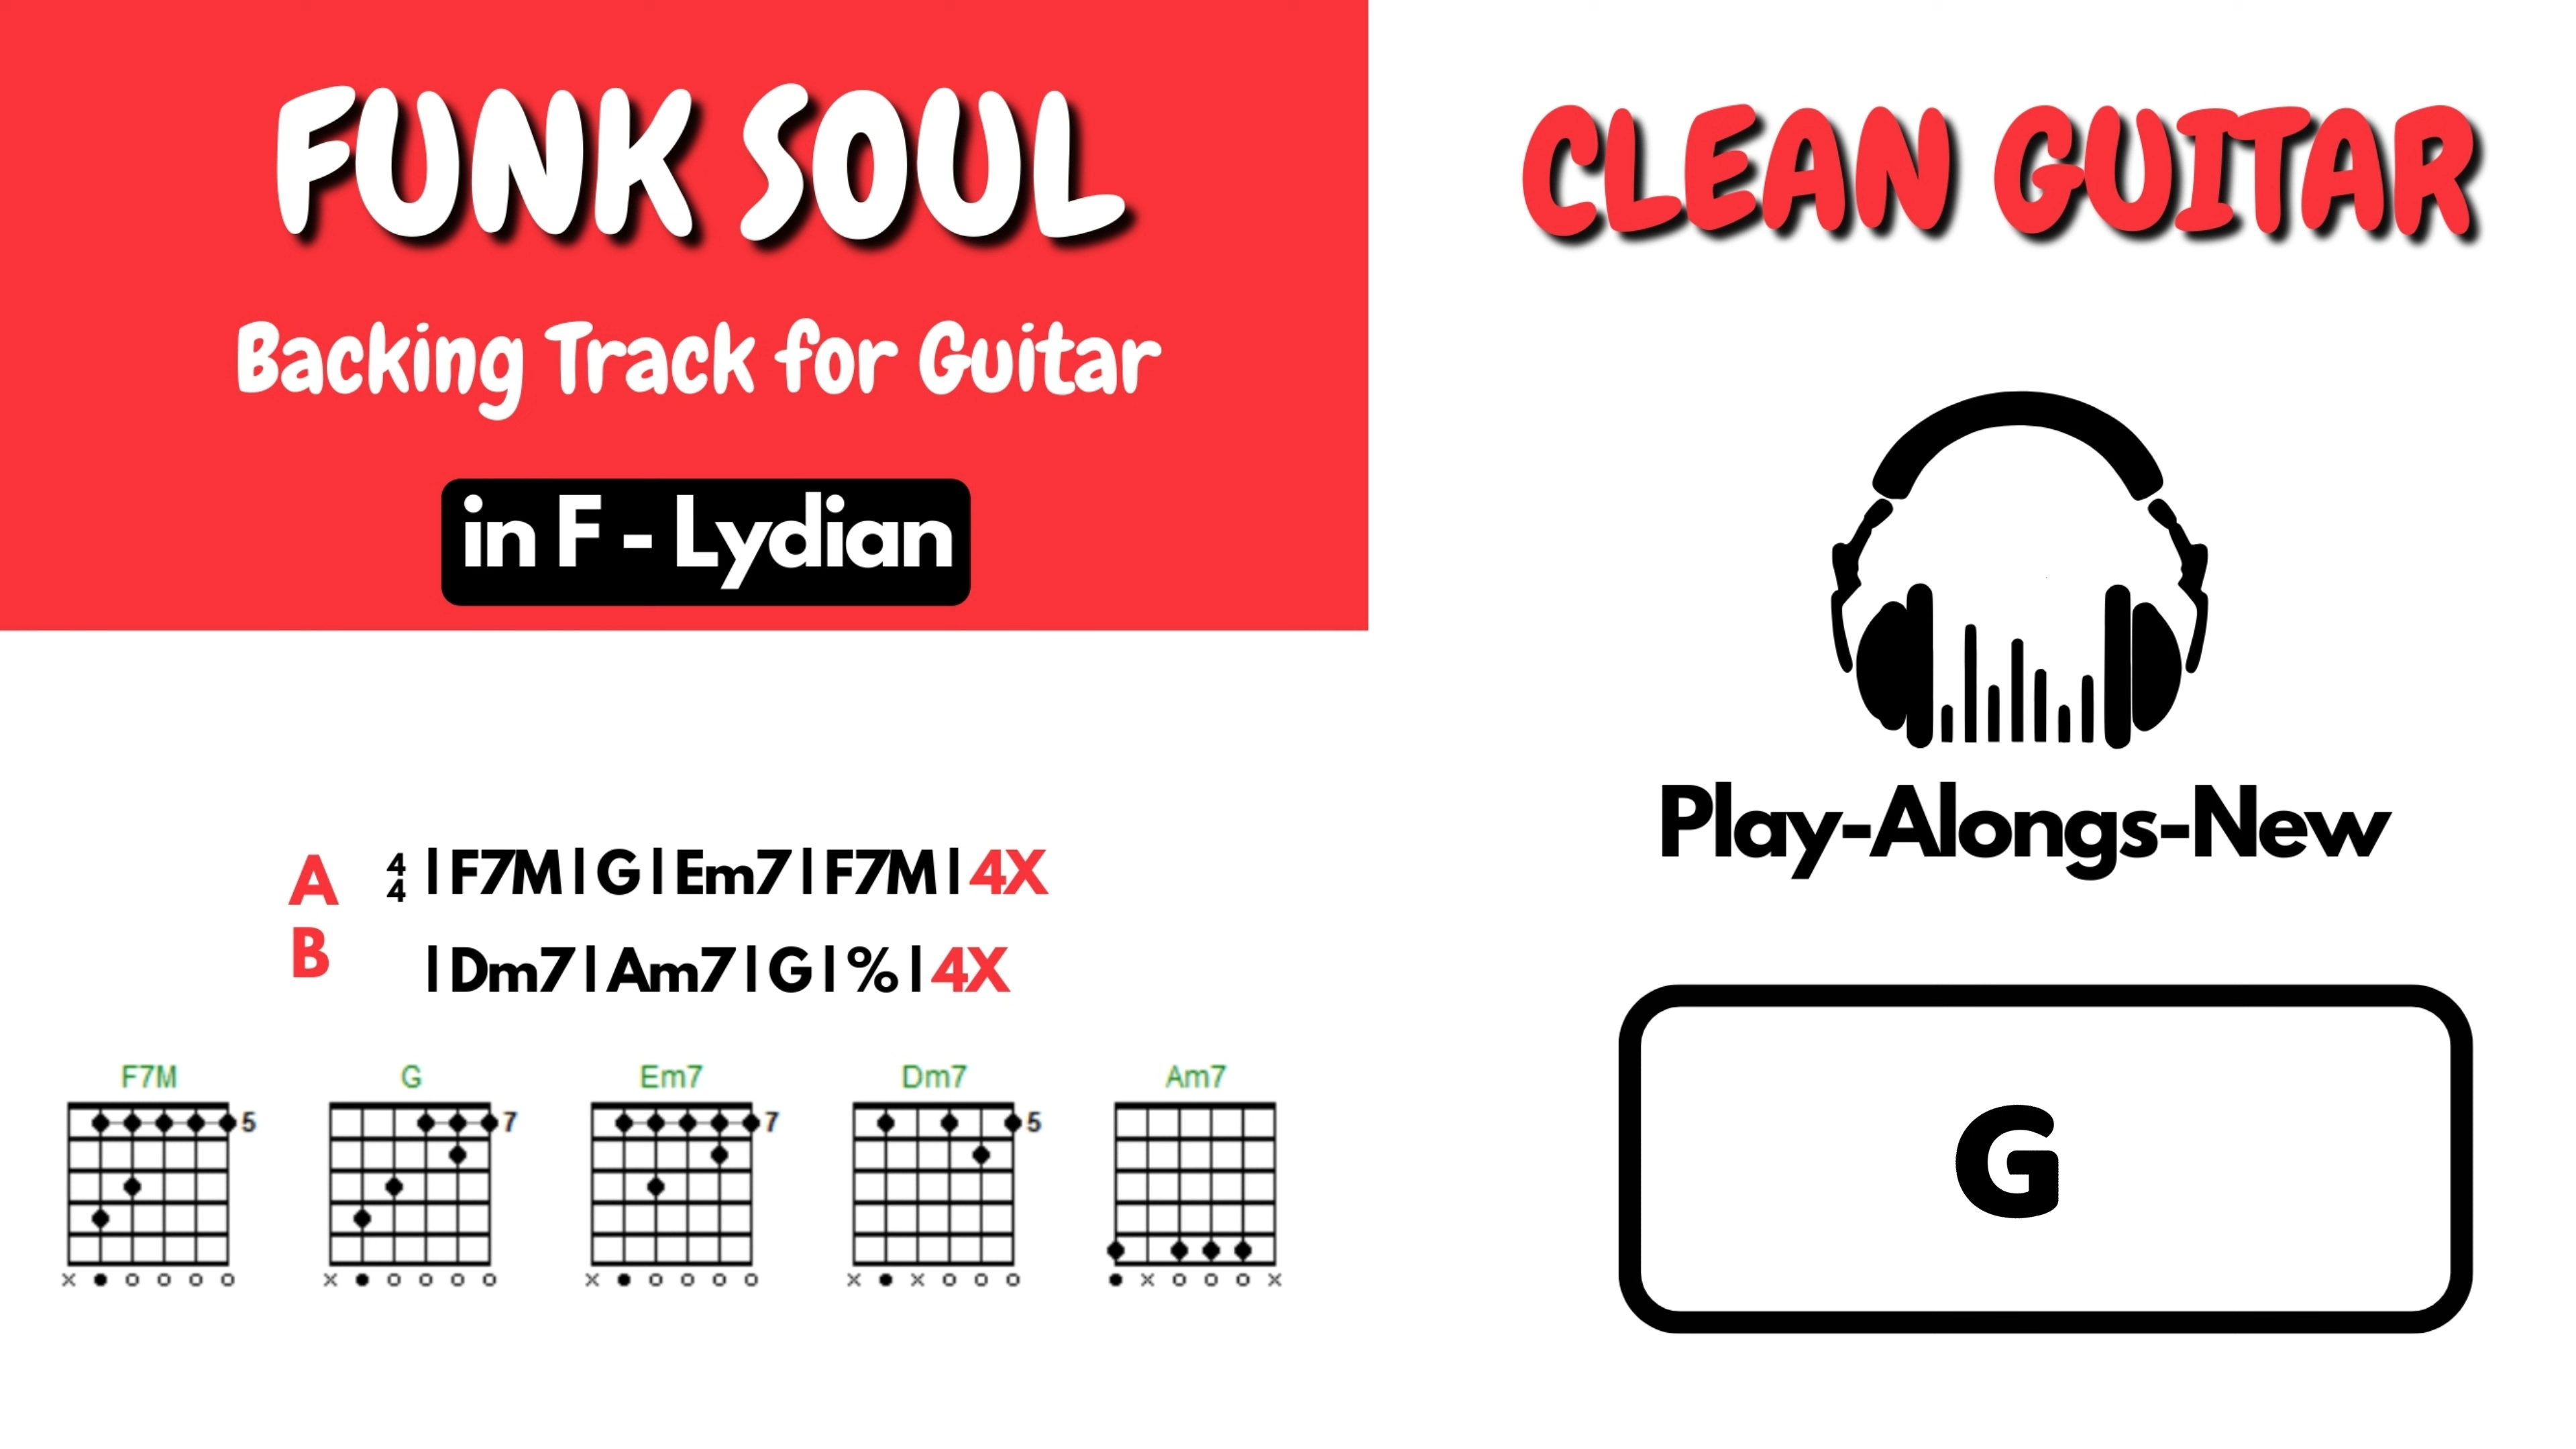 FUNK SOUL
Backing Track for Guitar
in F - Lydian
CLEAN GUITAR
Play-Alongs-New
A 4/4 | F7M | G | Em7 | F7M | 4X
B | Dm7 | Am7 | G | % | 4X
F7M G Em7 Dm7 Am7
5 7 7 5
x ● o o o o x ● o o o o x ● o o o o x ● x o o o ● x o o o x
G